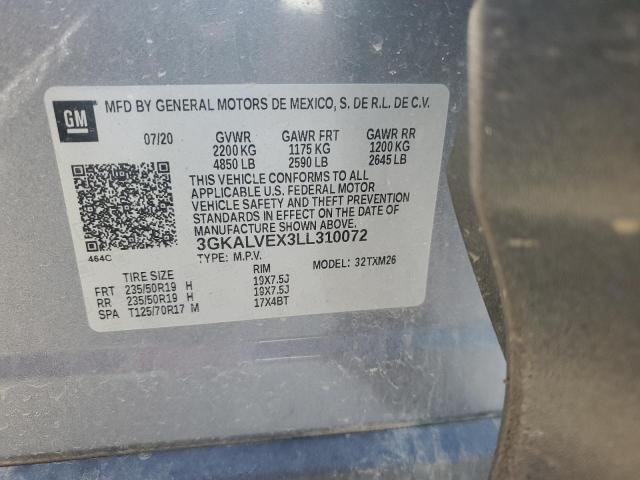 GM MFD BY GENERAL MOTORS DE MEXICO, S. DE R.L. DE C.V.
07/20 GVWR GAWR FRT GAWR RR
2200 KG 1175 KG 1200 KG
4850 LB 2590 LB 2645 LB
THIS VEHICLE CONFORMS TO ALL
APPLICABLE U.S. FEDERAL MOTOR
VEHICLE SAFETY AND THEFT PREVENTION
STANDARDS IN EFFECT ON THE DATE OF
MANUFACTURE SHOWN ABOVE.
464C 3GKALVEX3LL310072
TYPE: M.P.V. MODEL: 32TXM26
TIRE SIZE RIM
FRT 235/50R19 H 19X7.5J
RR 235/50R19 H 19X7.5J
SPA T125/70R17 M 17X4BT